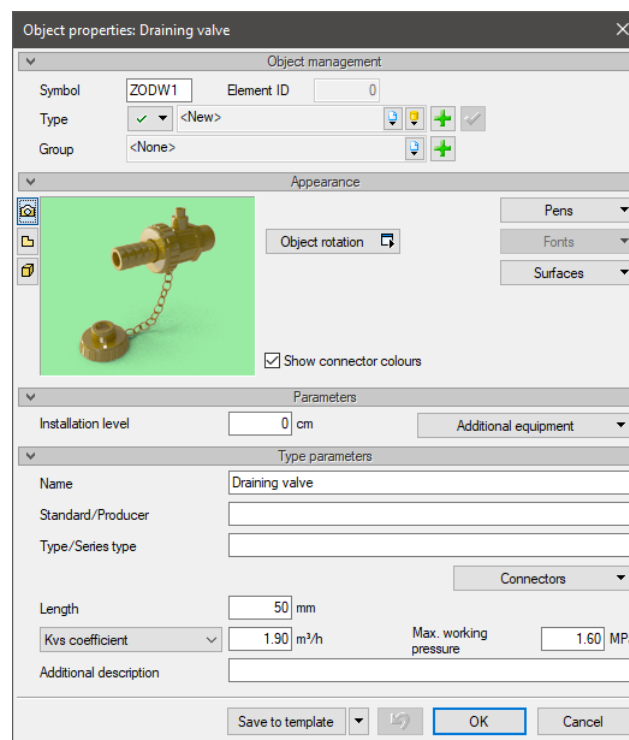 Object properties: Draining valve
Object management
Symbol ZODW1 Element ID 0
Type <New>
Group <None>
Appearance
Pens
Object rotation Fonts
Surfaces
Show connector colours
Parameters
Installation level 0 cm Additional equipment
Type parameters
Name Draining valve
Standard/Producer
Type/Series type
Connectors
Length 50 mm
Kvs coefficient 1.90 m³/h Max. working pressure 1.60 MP
Additional description
Save to template OK Cancel